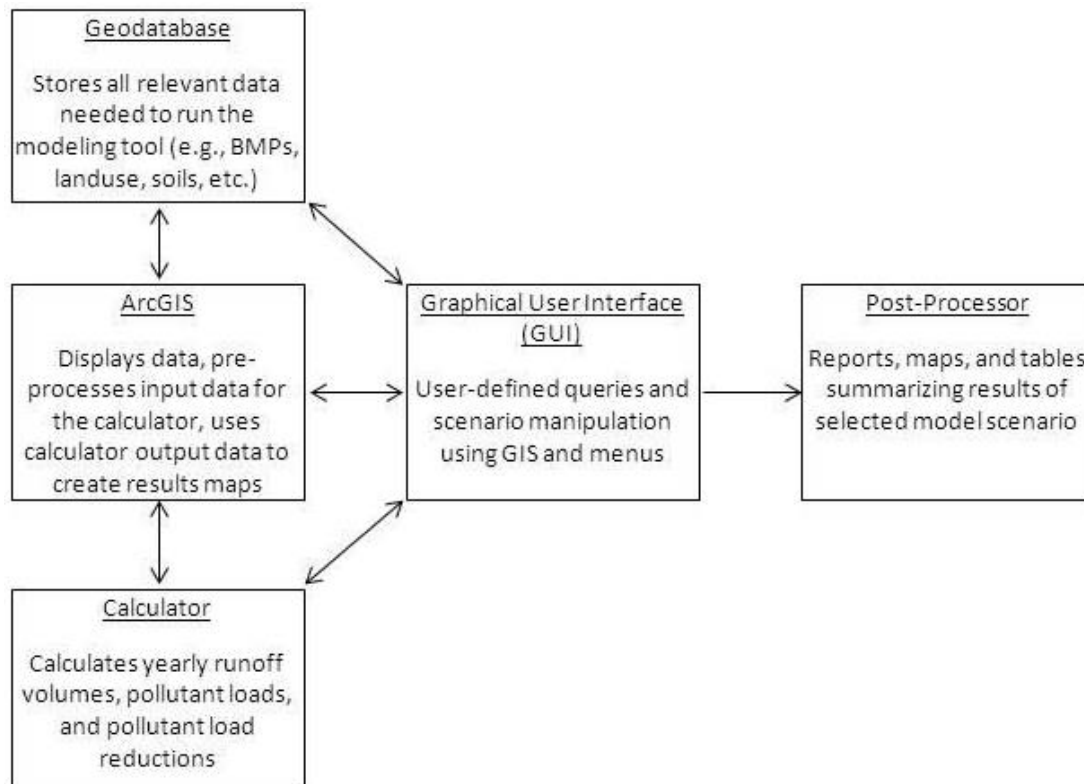 Geodatabase
Stores all relevant data
needed to run the
modeling tool (e.g., BMPs,
landuse, soils, etc.)
ArcGIS
Displays data, pre-
processes input data for
the calculator, uses
calculator output data to
create results maps
Graphical User Interface
(GUI)
User-defined queries and
scenario manipulation
using GIS and menus
Post-Processor
Reports, maps, and tables
summarizing results of
selected model scenario
Calculator
Calculates yearly runoff
volumes, pollutant loads,
and pollutant load
reductions